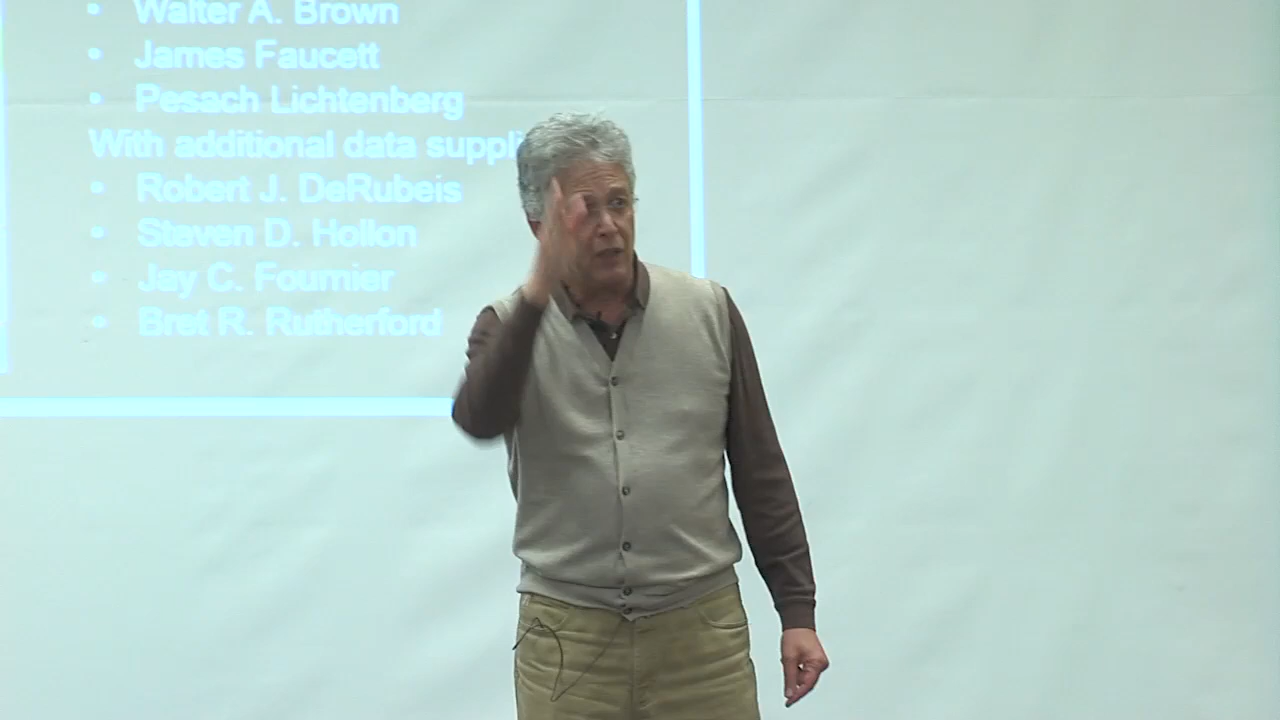 Walter A. Brown
James Faucett
Pesach Lichtenberg
With additional data suppli
Robert J. DeRubeis
Steven D. Hollon
Jay C. Fournier
Bret R. Rutherford